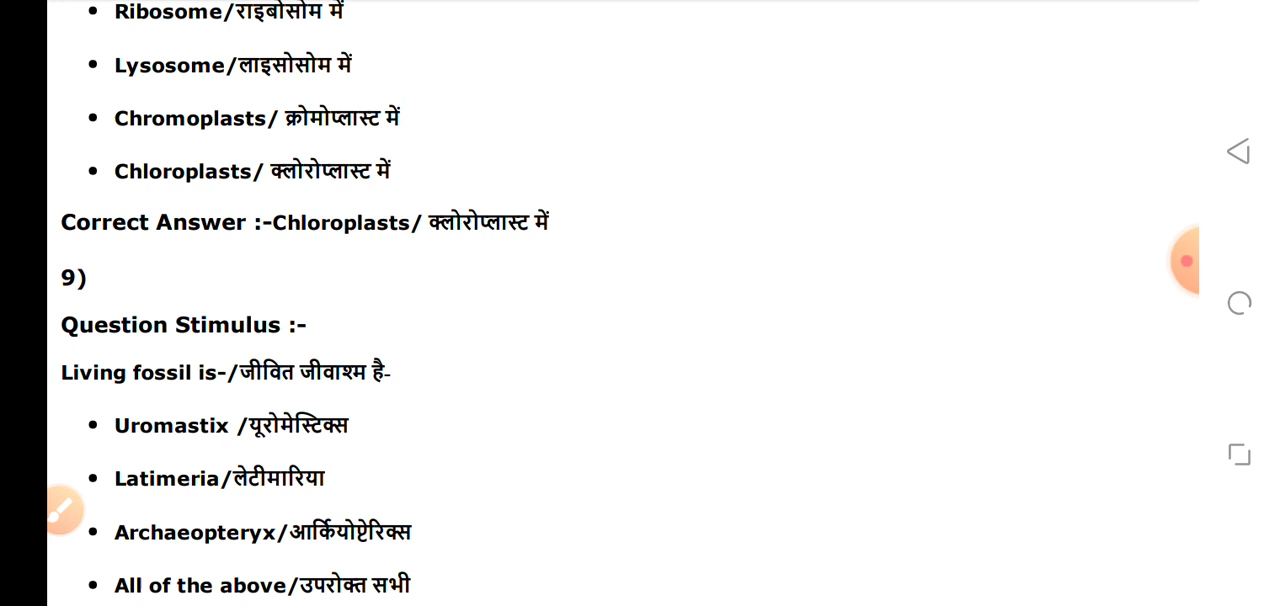 • Ribosome/राइबोसोम में
• Lysosome/लाइसोसोम में
• Chromoplasts/ क्रोमोप्लास्ट में
• Chloroplasts/ क्लोरोप्लास्ट में
Correct Answer :-Chloroplasts/ क्लोरोप्लास्ट में
9)
Question Stimulus :-
Living fossil is-/जीवित जीवाश्म है-
• Uromastix /यूरोमेस्टिक्स
• Latimeria/लेटीमारिया
• Archaeopteryx/आर्कियोप्टेरिक्स
• All of the above/उपरोक्त सभी